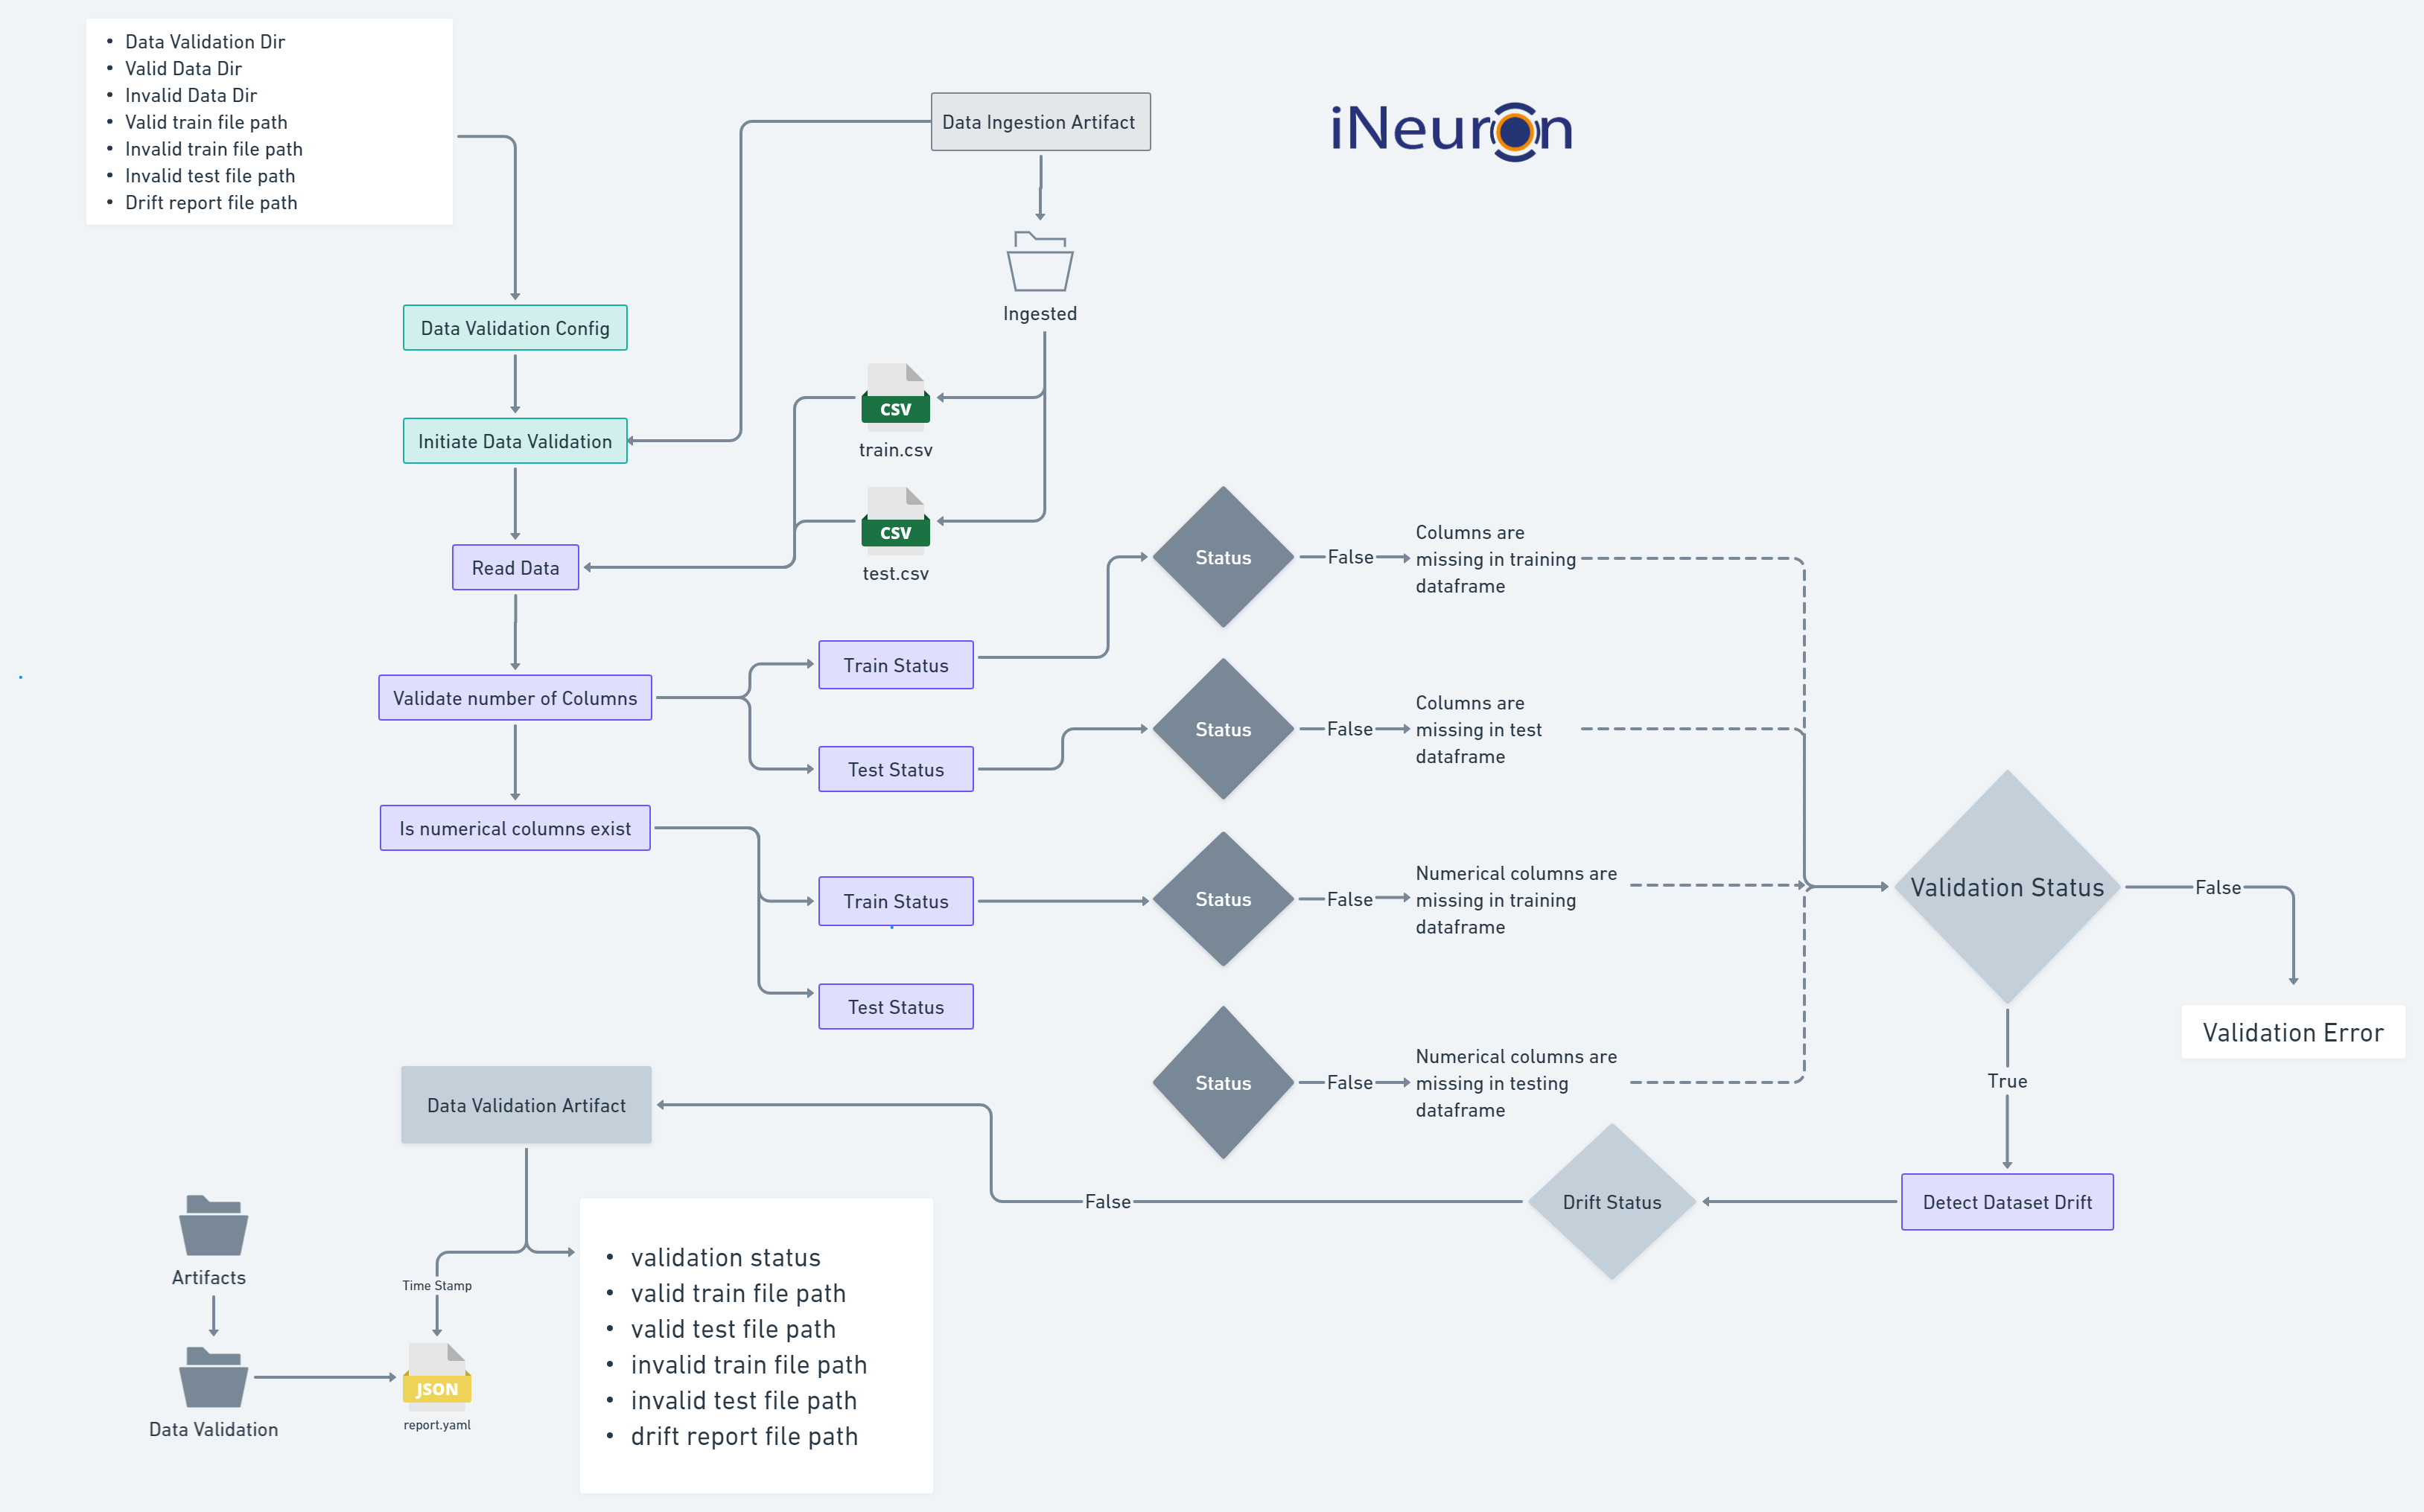 • Data Validation Dir
• Valid Data Dir
• Invalid Data Dir
• Valid train file path
• Invalid train file path
• Invalid test file path
• Drift report file path
Data Ingestion Artifact
iNeuron
Ingested
Data Validation Config
CSV
train.csv
Initiate Data Validation
CSV
test.csv
Read Data
Status
False
Columns are
missing in training
dataframe
Train Status
Validate number of Columns
Test Status
Status
False
Columns are
missing in test
dataframe
Is numerical columns exist
Train Status
Status
False
Numerical columns are
missing in training
dataframe
Validation Status
False
Validation Error
Test Status
Status
False
Numerical columns are
missing in testing
dataframe
True
Data Validation Artifact
False
Drift Status
Detect Dataset Drift
Artifacts
Time Stamp
Data Validation
JSON
report.yaml
• validation status
• valid train file path
• valid test file path
• invalid train file path
• invalid test file path
• drift report file path